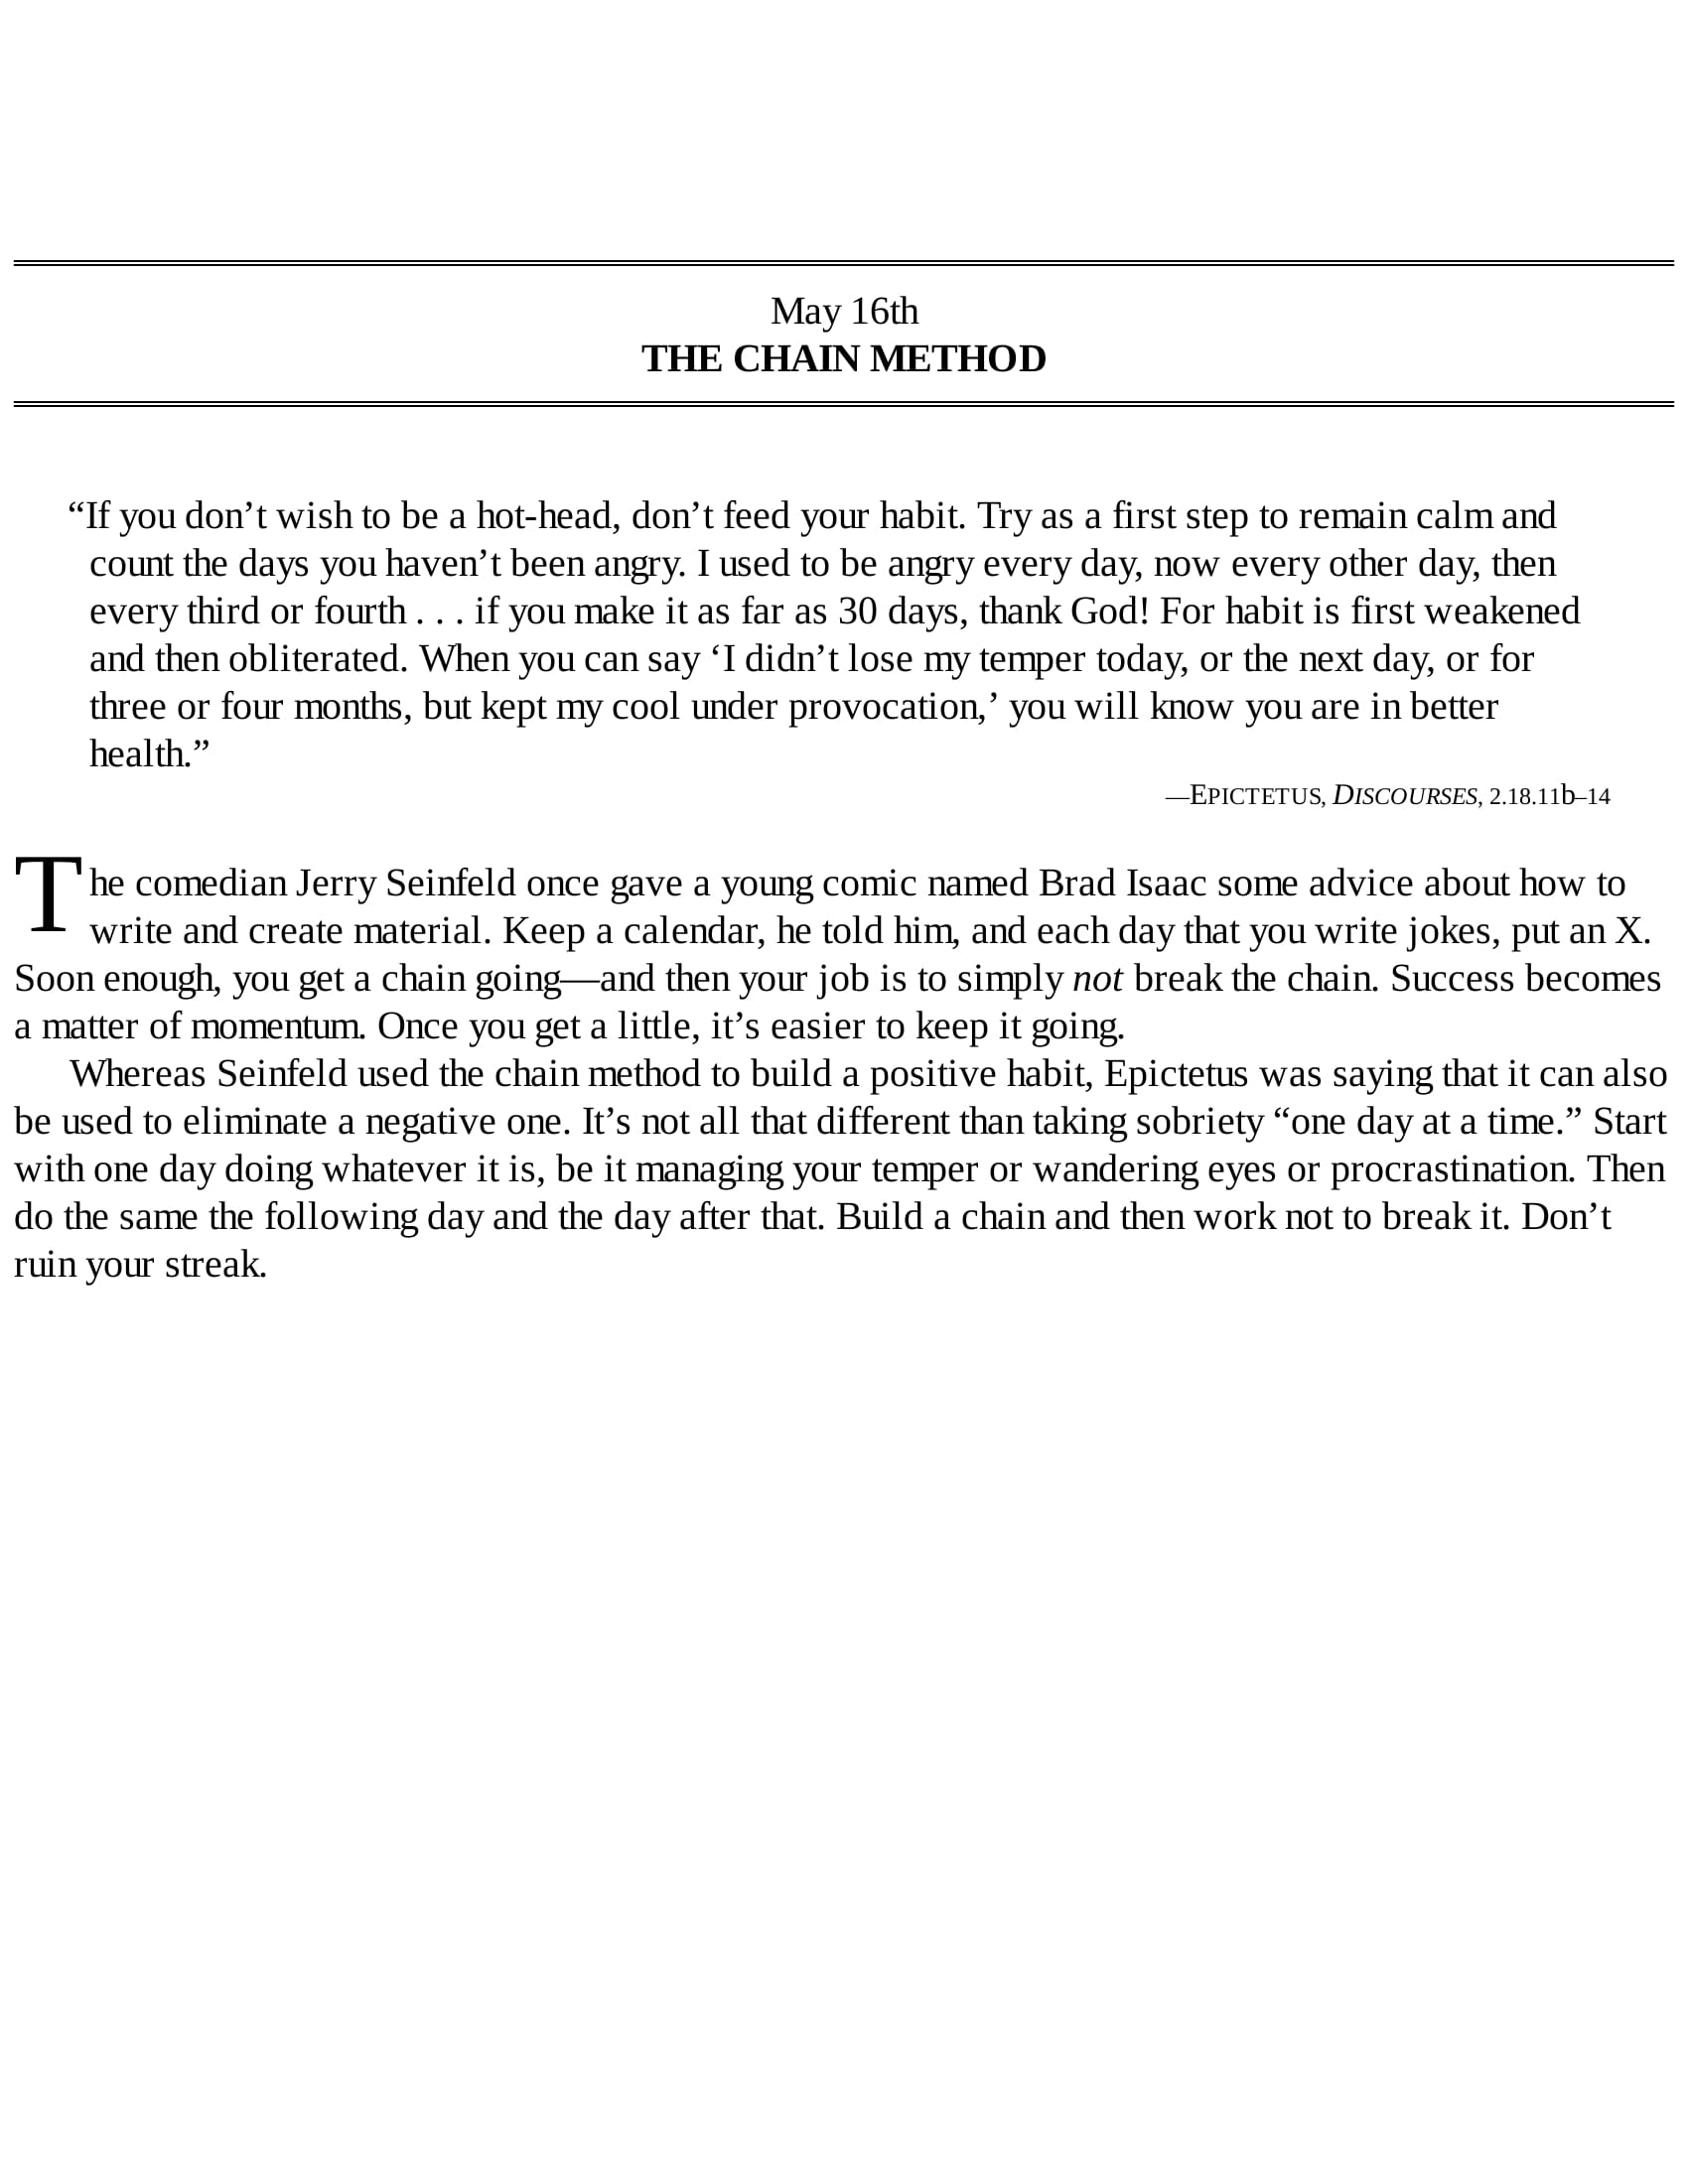 May 16th
THE CHAIN METHOD
“If you don’t wish to be a hot-head, don’t feed your habit. Try as a first step to remain calm and
count the days you haven’t been angry. I used to be angry every day, now every other day, then
every third or fourth . . . if you make it as far as 30 days, thank God! For habit is first weakened
and then obliterated. When you can say ‘I didn’t lose my temper today, or the next day, or for
three or four months, but kept my cool under provocation,’ you will know you are in better
health.”
—EPICTETUS, DISCOURSES, 2.18.11b–14
The comedian Jerry Seinfeld once gave a young comic named Brad Isaac some advice about how to
write and create material. Keep a calendar, he told him, and each day that you write jokes, put an X.
Soon enough, you get a chain going—and then your job is to simply not break the chain. Success becomes
a matter of momentum. Once you get a little, it’s easier to keep it going.
Whereas Seinfeld used the chain method to build a positive habit, Epictetus was saying that it can also
be used to eliminate a negative one. It’s not all that different than taking sobriety “one day at a time.” Start
with one day doing whatever it is, be it managing your temper or wandering eyes or procrastination. Then
do the same the following day and the day after that. Build a chain and then work not to break it. Don’t
ruin your streak.